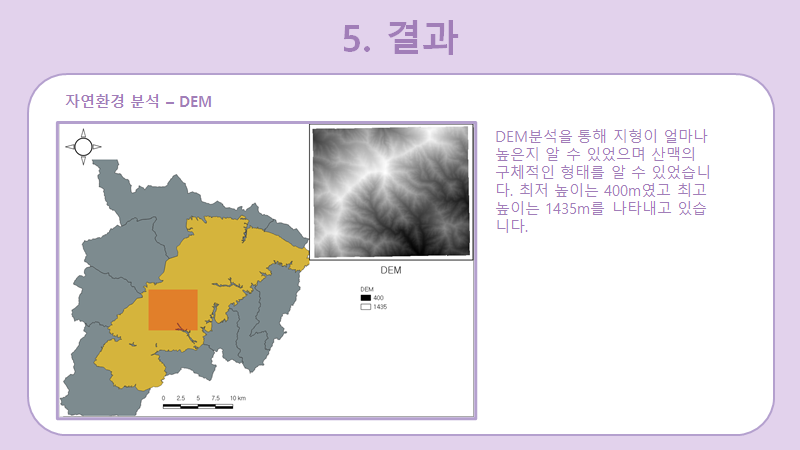 5. 결과
자연환경 분석 – DEM
DEM분석을 통해 지형이 얼마나
높은지 알 수 있었으며 산맥의
구체적인 형태를 알 수 있었습니
다. 최저 높이는 400m였고 최고
높이는 1435m를 나타내고 있습
니다.
DEM
DEM
400
1435
0 2.5 5 7.5 10 km